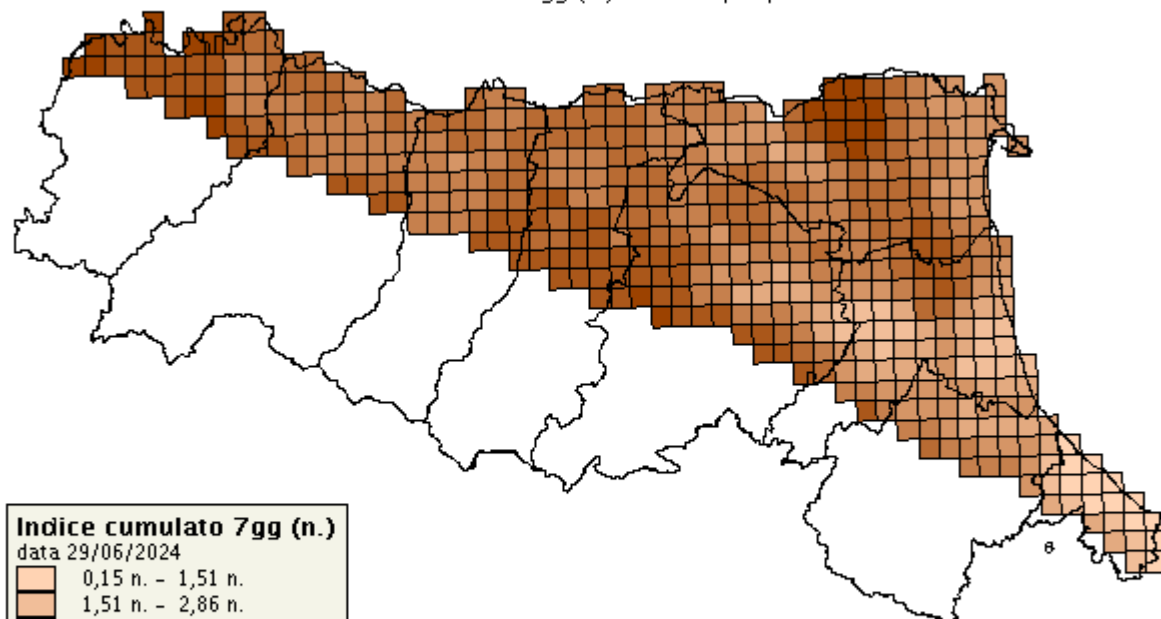 Indice cumulato 7gg (n.)
data 29/06/2024
0,15 n. - 1,51 n.
1,51 n. - 2,86 n.